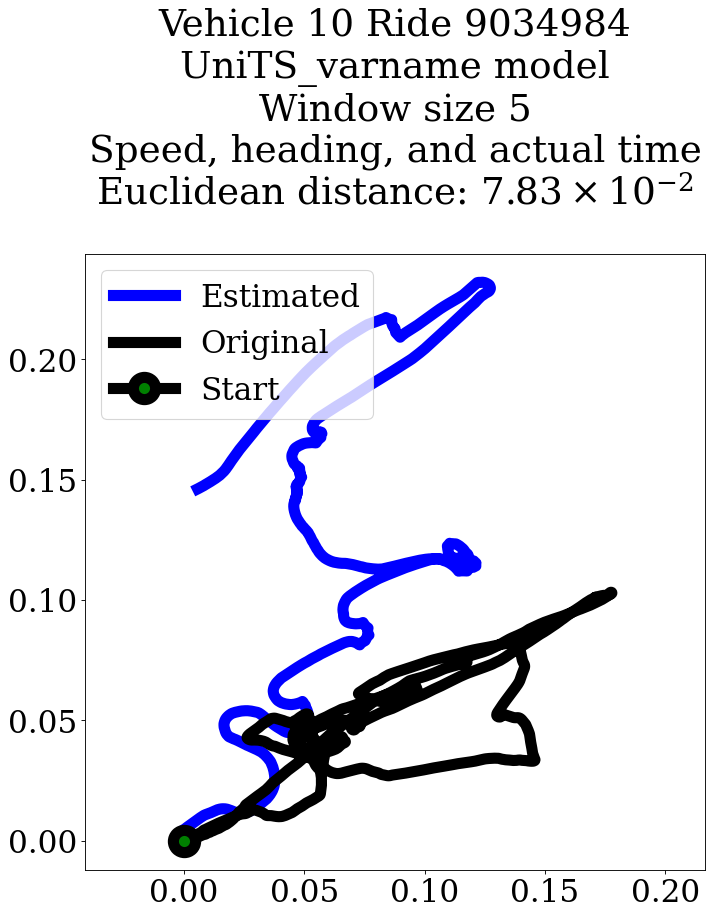 Vehicle 10 Ride 9034984
UniTS_varname model
Window size 5
Speed, heading, and actual time
Euclidean distance: 7.83 × 10⁻²
Estimated
Original
Start
0.20
0.15
0.10
0.05
0.00
0.00 0.05 0.10 0.15 0.20